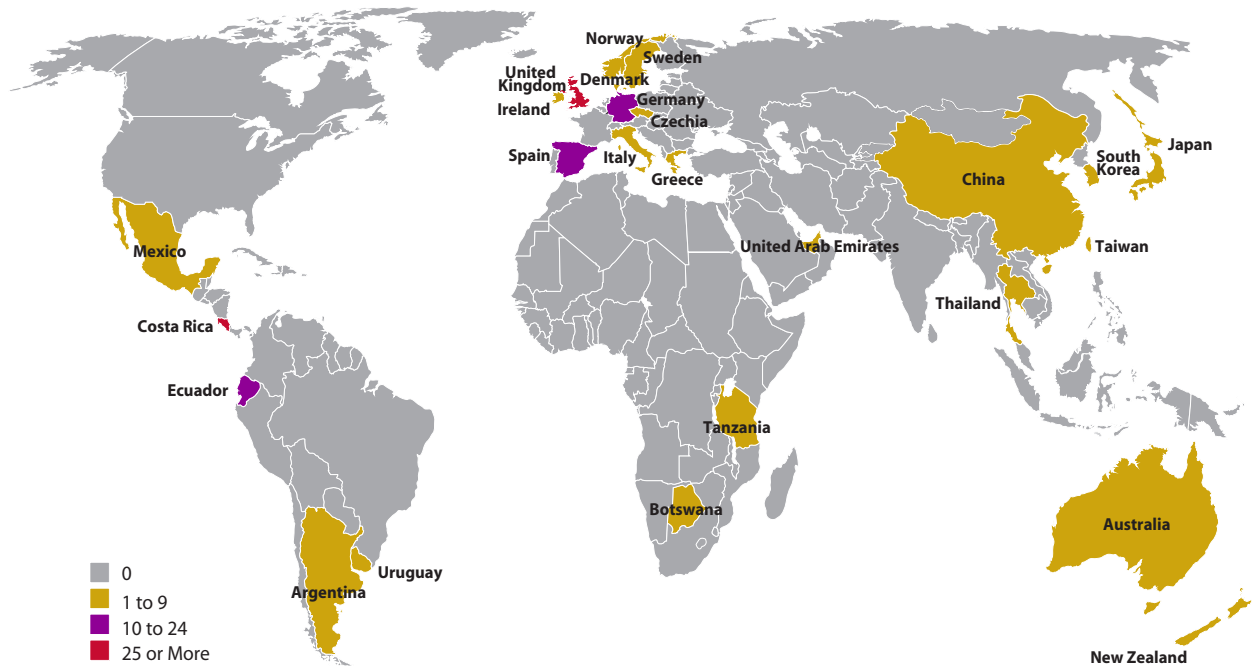 Norway
Sweden
United
Kingdom
Denmark
Ireland
Germany
Czechia
Spain
Italy
Greece
Japan
South
Korea
China
Mexico
United Arab Emirates
Taiwan
Thailand
Costa Rica
Ecuador
Tanzania
Botswana
Australia
Uruguay
Argentina
New Zealand
0
1 to 9
10 to 24
25 or More